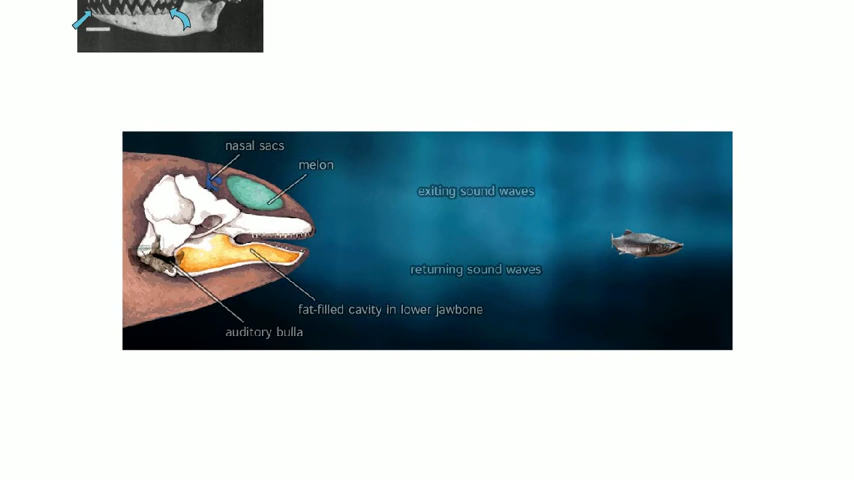 nasal sacs
melon
exiting sound waves
returning sound waves
fat-filled cavity in lower jawbone
auditory bulla